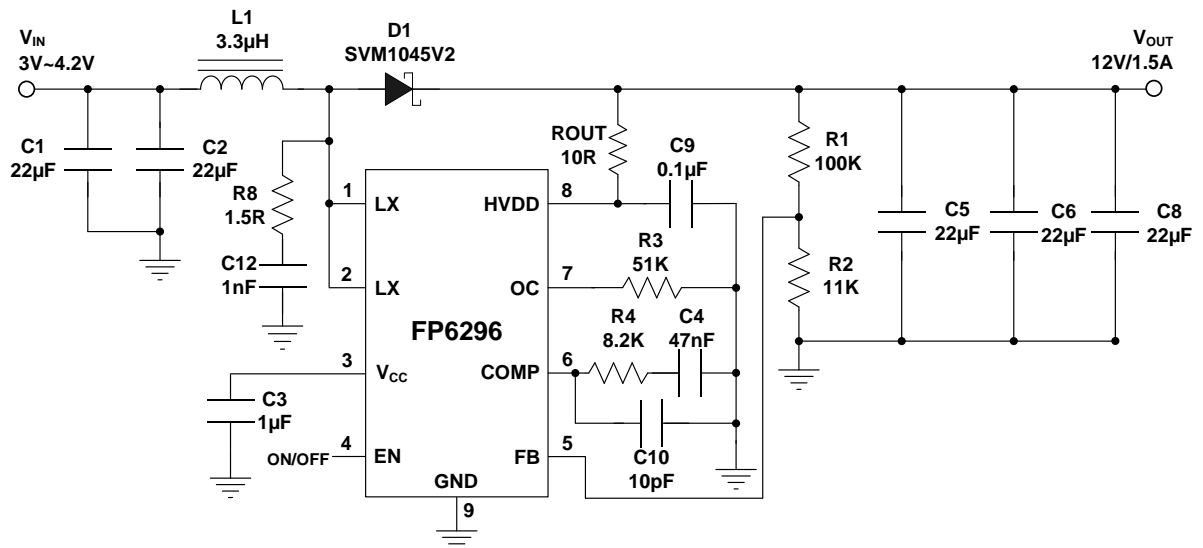 L1
3.3µH
VIN
3V~4.2V
D1
SVM1045V2
VOUT
12V/1.5A
C1
22µF
C2
22µF
R8
1.5R
C12
1nF
ROUT
10R
C9
0.1µF
R1
100K
R2
11K
C5
22µF
C6
22µF
C8
22µF
1
LX
HVDD
8
R3
51K
2
LX
OC
7
FP6296
R4
8.2K
C4
47nF
3
VCC
COMP
6
C3
1µF
4
ON/OFF
EN
FB
5
C10
10pF
GND
9